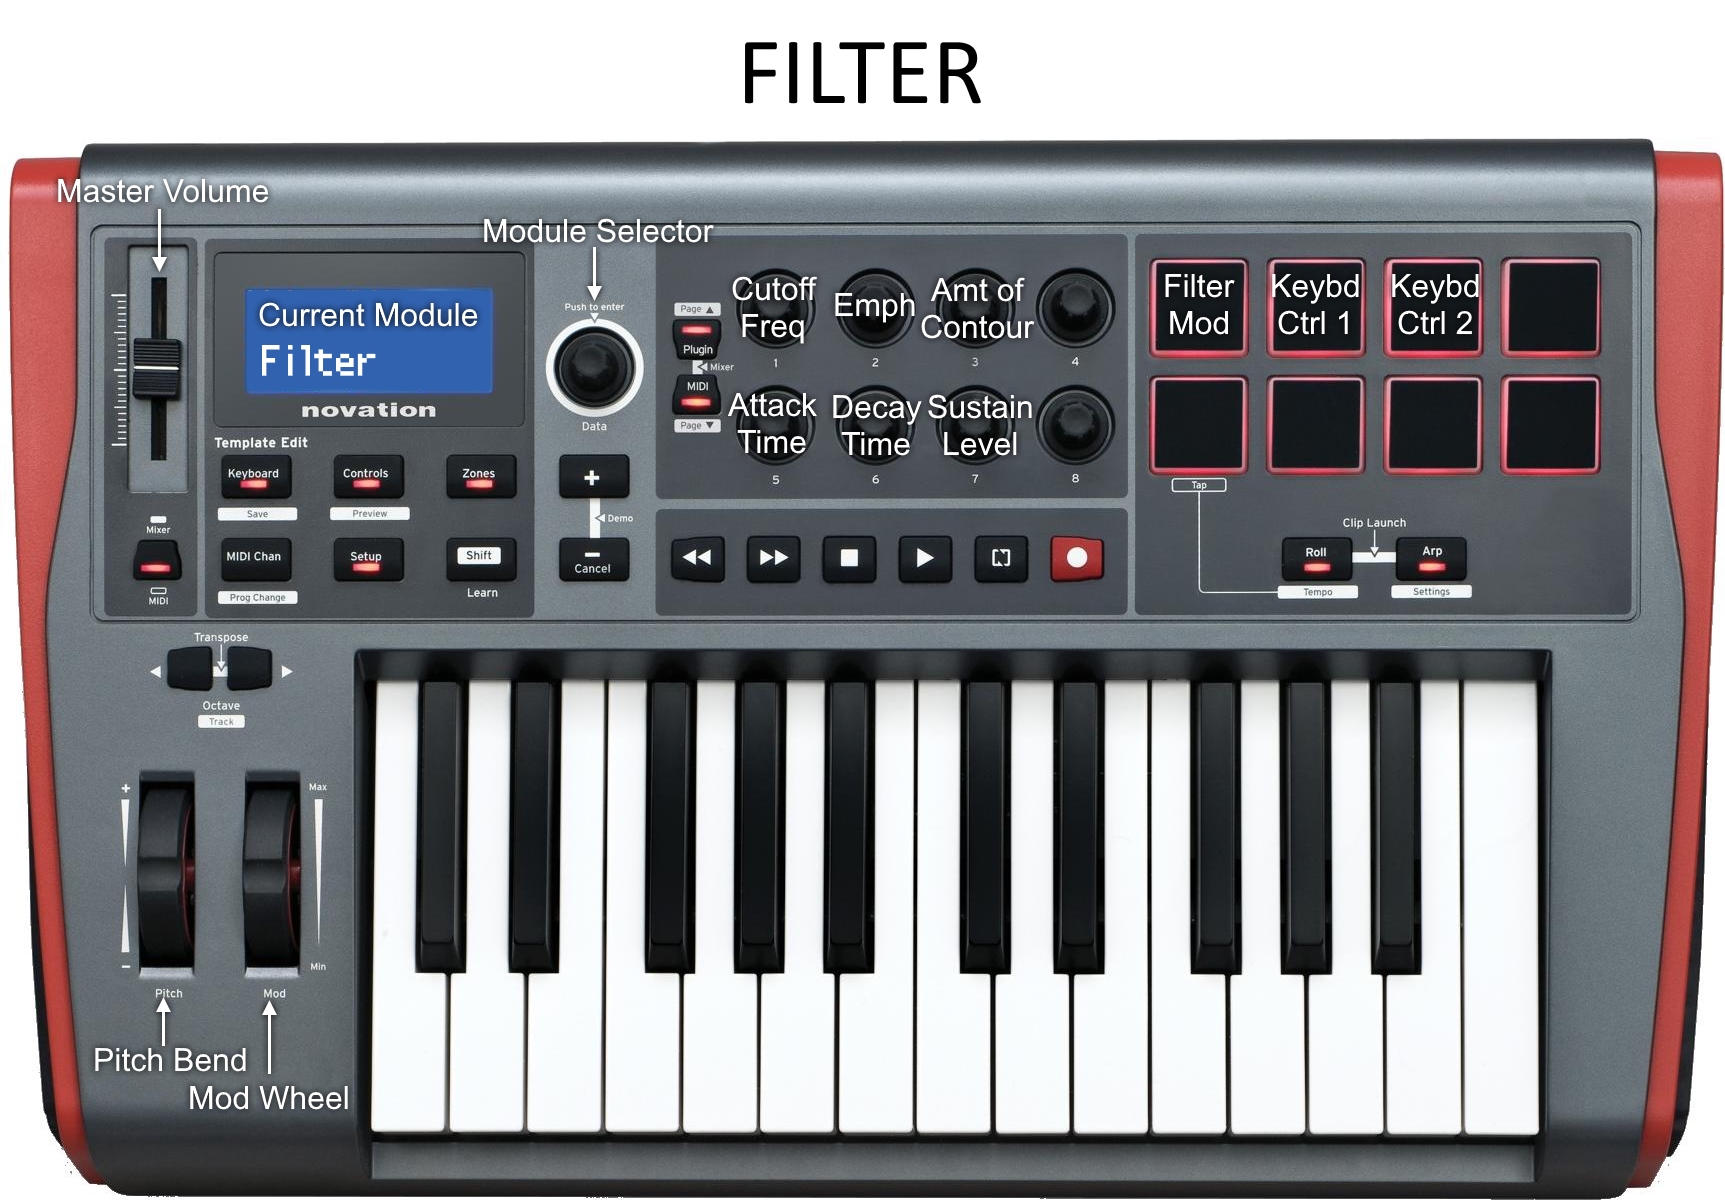 FILTER
Master Volume
Module Selector
Push to enter
Current Module
Filter
novation
Data
Page ▲
Plugin
Mixer
MIDI
Page ▼
Cutoff
Freq
Emph
Amt of
Contour
1
2
3
4
Attack
Time
Decay
Time
Sustain
Level
5
6
7
8
Filter
Mod
Keybd
Ctrl 1
Keybd
Ctrl 2
Tap
Clip Launch
Roll
Arp
Tempo
Settings
Template Edit
Keyboard
Controls
Zones
Save
Preview
MIDI Chan
Setup
Shift
Prog Change
Learn
+
Demo
−
Cancel
Mixer
MIDI
Transpose
Octave
Track
+
−
Max
Min
Pitch
Mod
Pitch Bend
Mod Wheel